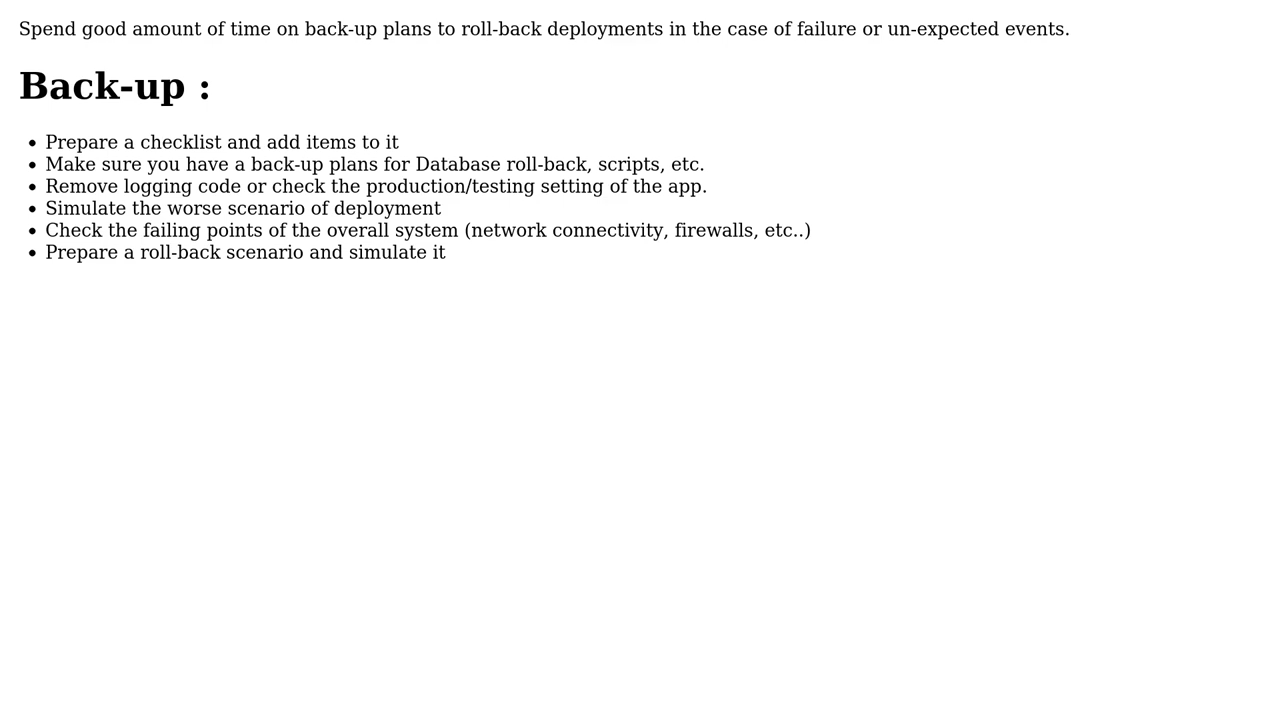 Spend good amount of time on back-up plans to roll-back deployments in the case of failure or un-expected events.
Back-up :
• Prepare a checklist and add items to it
• Make sure you have a back-up plans for Database roll-back, scripts, etc.
• Remove logging code or check the production/testing setting of the app.
• Simulate the worse scenario of deployment
• Check the failing points of the overall system (network connectivity, firewalls, etc..)
• Prepare a roll-back scenario and simulate it